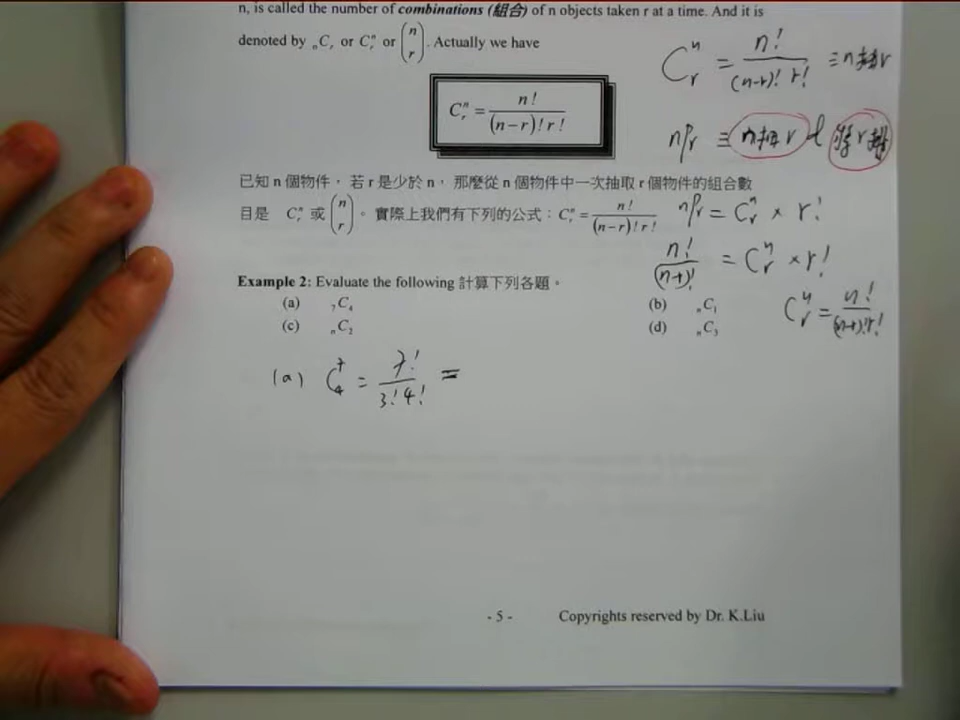 n, is called the number of combinations (組合) of n objects taken r at a time. And it is
denoted by ₙCᵣ or Cᵣⁿ or (n r). Actually we have
Cᵣⁿ = n! / (n−r)! r!
Cᵣⁿ = n! / (n-r)! r! ≡ n抽r
nPr ≡ n抽r 化 將r排
已知 n 個物件， 若 r 是少於 n， 那麼從 n 個物件中一次抽取 r 個物件的組合數
目是 Cᵣⁿ 或 (n r)。 實際上我們有下列的公式：Cᵣⁿ = n! / (n−r)! r!
nPr = Cᵣⁿ × r!
n! / (n-r)! = Cᵣⁿ × r!
Cᵣⁿ = n! / (n-r)! r!
Example 2: Evaluate the following 計算下列各題。
(a) ₇C₄ (b) ₙC₁
(c) ₙC₂ (d) ₙC₃
(a) C₄⁷ = 7! / 3! 4! =
- 5 - Copyrights reserved by Dr. K.Liu